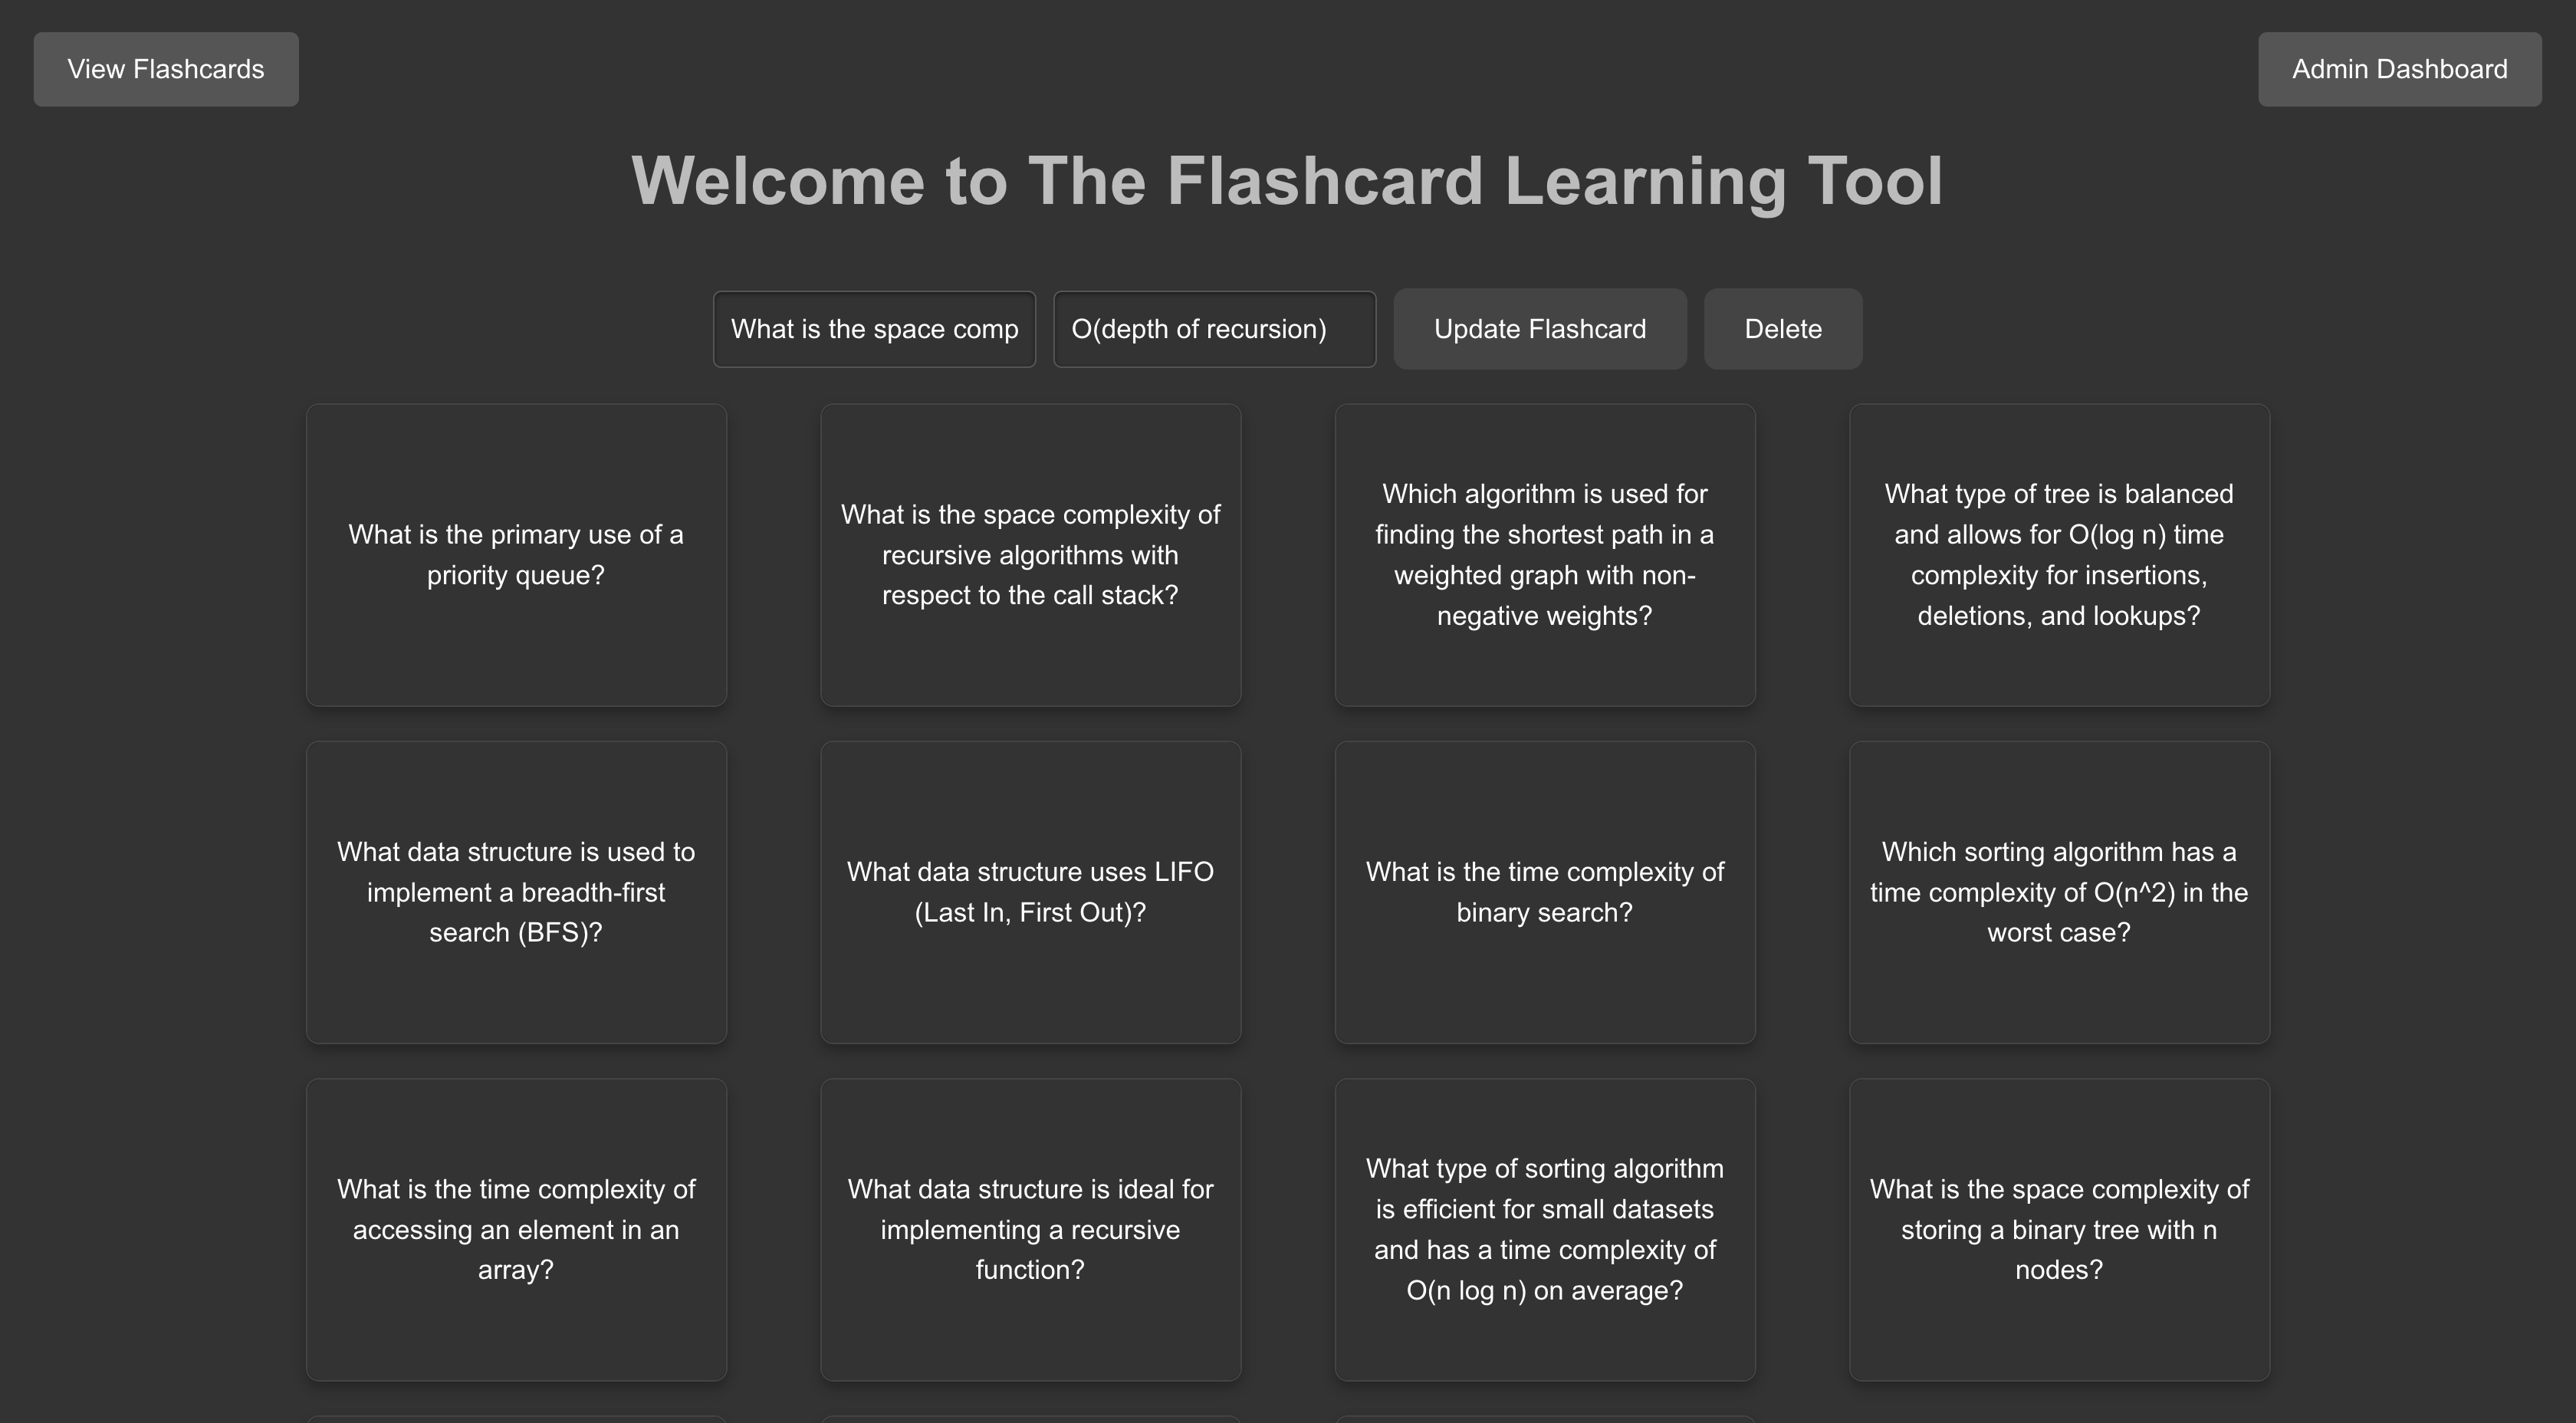 View Flashcards
Admin Dashboard
Welcome to The Flashcard Learning Tool
What is the space comp
O(depth of recursion)
Update Flashcard
Delete
What is the primary use of a
priority queue?
What is the space complexity of
recursive algorithms with
respect to the call stack?
Which algorithm is used for
finding the shortest path in a
weighted graph with non-
negative weights?
What type of tree is balanced
and allows for O(log n) time
complexity for insertions,
deletions, and lookups?
What data structure is used to
implement a breadth-first
search (BFS)?
What data structure uses LIFO
(Last In, First Out)?
What is the time complexity of
binary search?
Which sorting algorithm has a
time complexity of O(n^2) in the
worst case?
What is the time complexity of
accessing an element in an
array?
What data structure is ideal for
implementing a recursive
function?
What type of sorting algorithm
is efficient for small datasets
and has a time complexity of
O(n log n) on average?
What is the space complexity of
storing a binary tree with n
nodes?